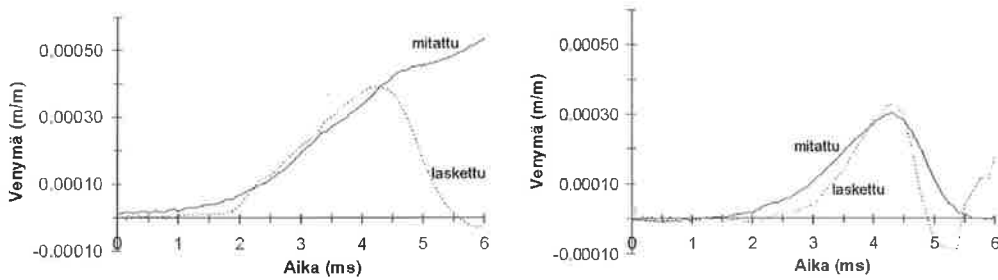 0.00050
0.00030
0.00010
-0.00010
Venymä (m/m)
mitattu
laskettu
0 1 2 3 4 5 6
Aika (ms)
0.00050
0.00030
0.00010
-0.00010
Venymä (m/m)
mitattu
laskettu
0 1 2 3 4 5 6
Aika (ms)